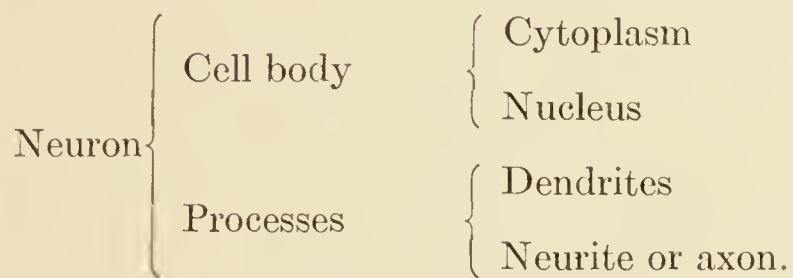 Cytoplasm
Cell body
Nucleus
Neuron
Dendrites
Processes
Neurite or axon.